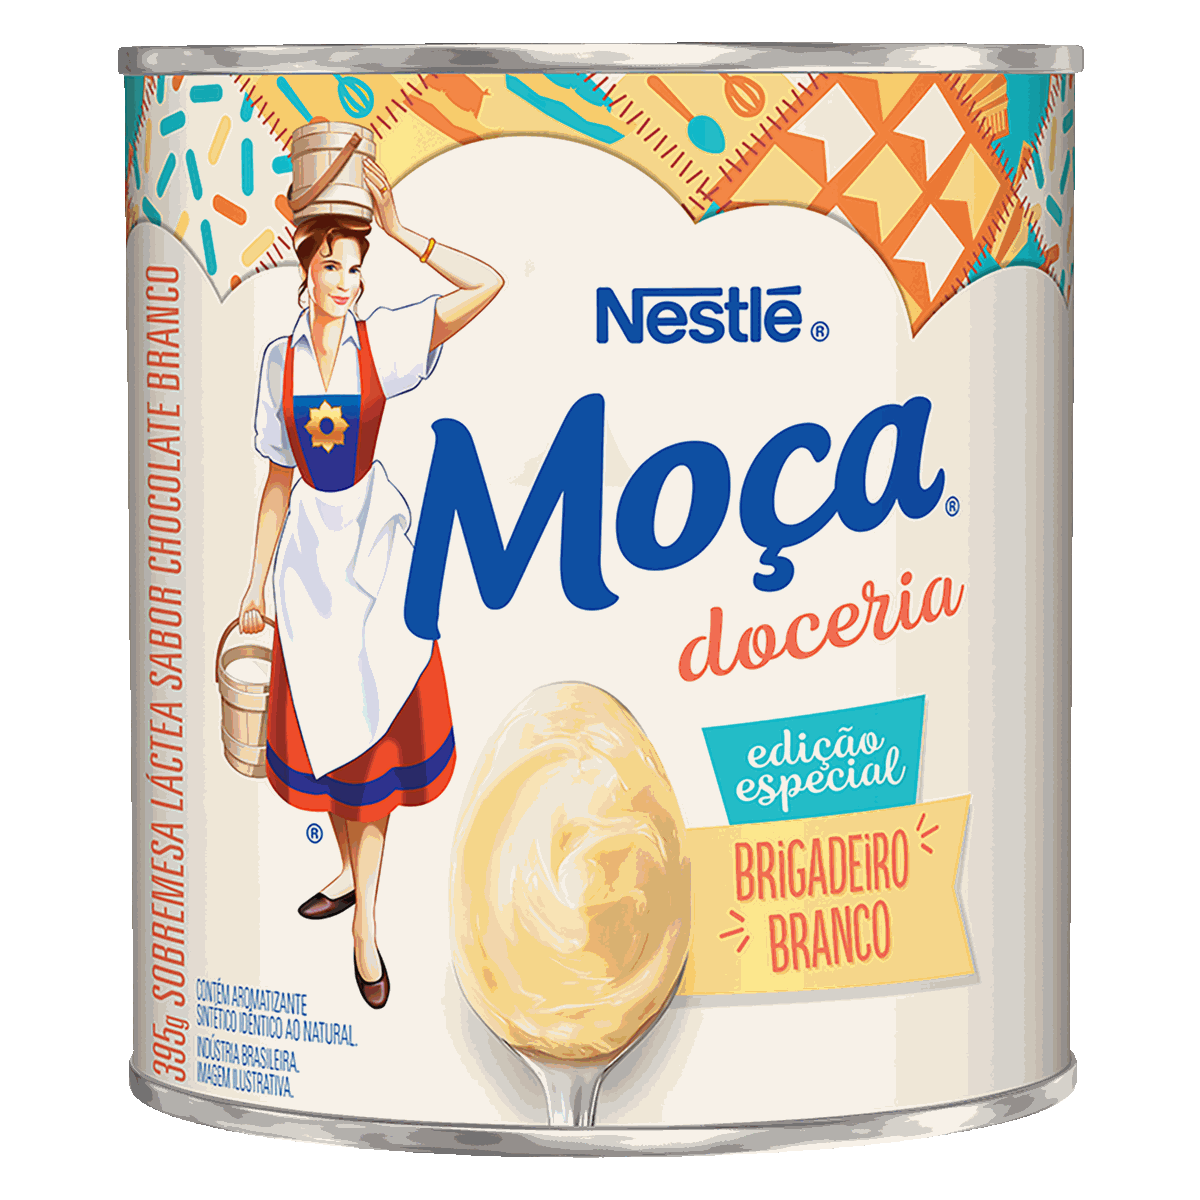 Nestlé ®
Moça ®
doceria
edição
especial
BRIGADEIRO
BRANCO
®
395g SOBREMESA LÁCTEA SABOR CHOCOLATE BRANCO
CONTÉM AROMATIZANTE
SINTÉTICO IDÊNTICO AO NATURAL.
INDÚSTRIA BRASILEIRA.
IMAGEM ILUSTRATIVA.